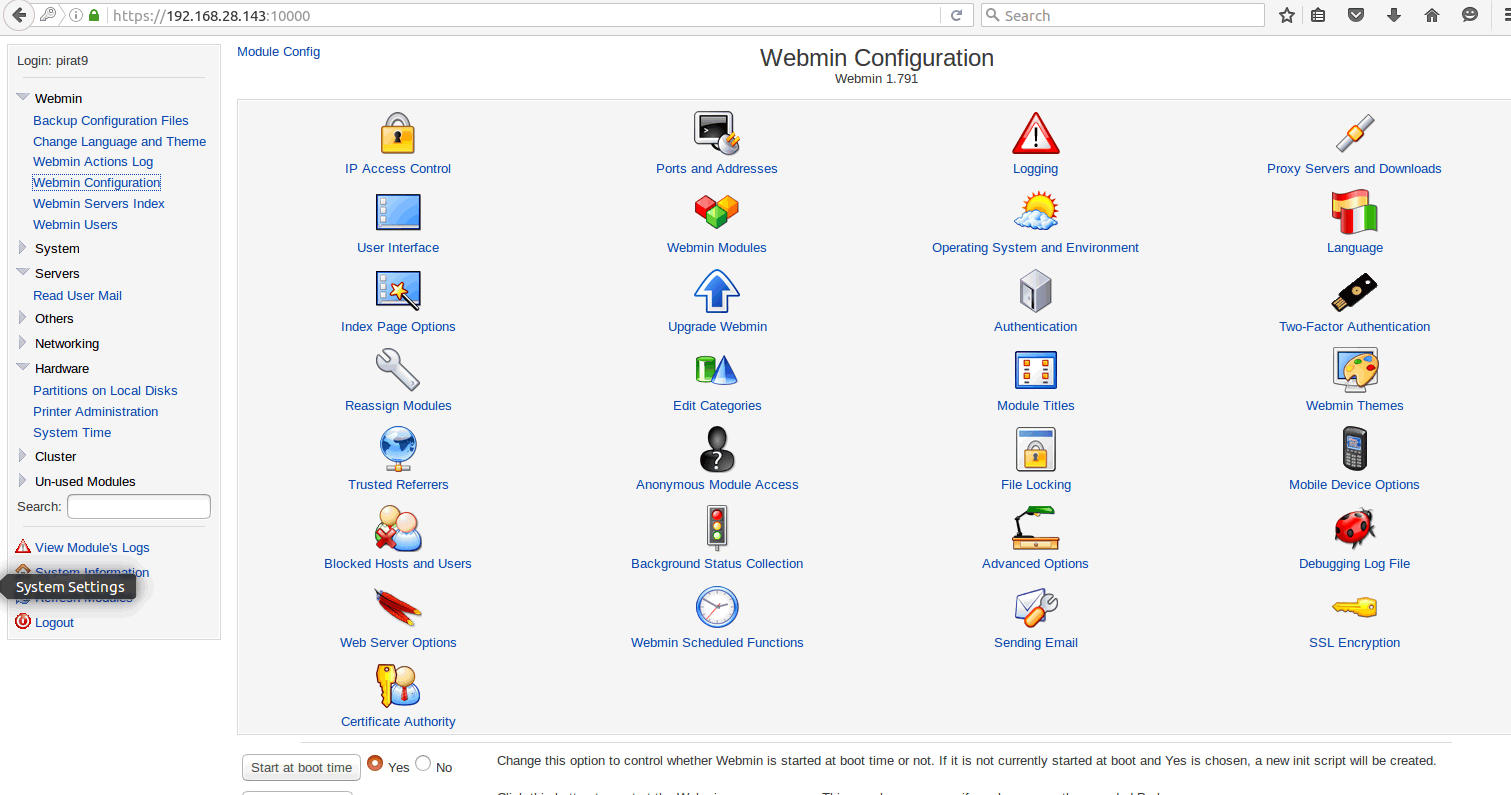 https://192.168.28.143:10000
Search
Login: pirat9
Webmin
Backup Configuration Files
Change Language and Theme
Webmin Actions Log
Webmin Configuration
Webmin Servers Index
Webmin Users
System
Servers
Read User Mail
Others
Networking
Hardware
Partitions on Local Disks
Printer Administration
System Time
Cluster
Un-used Modules
Search:
View Module's Logs
System Information
System Settings
Refresh Modules
Logout
Module Config
Webmin Configuration
Webmin 1.791
IP Access Control
Ports and Addresses
Logging
Proxy Servers and Downloads
User Interface
Webmin Modules
Operating System and Environment
Language
Index Page Options
Upgrade Webmin
Authentication
Two-Factor Authentication
Reassign Modules
Edit Categories
Module Titles
Webmin Themes
Trusted Referrers
Anonymous Module Access
File Locking
Mobile Device Options
Blocked Hosts and Users
Background Status Collection
Advanced Options
Debugging Log File
Web Server Options
Webmin Scheduled Functions
Sending Email
SSL Encryption
Certificate Authority
Start at boot time Yes No Change this option to control whether Webmin is started at boot time or not. If it is not currently started at boot and Yes is chosen, a new init script will be created.